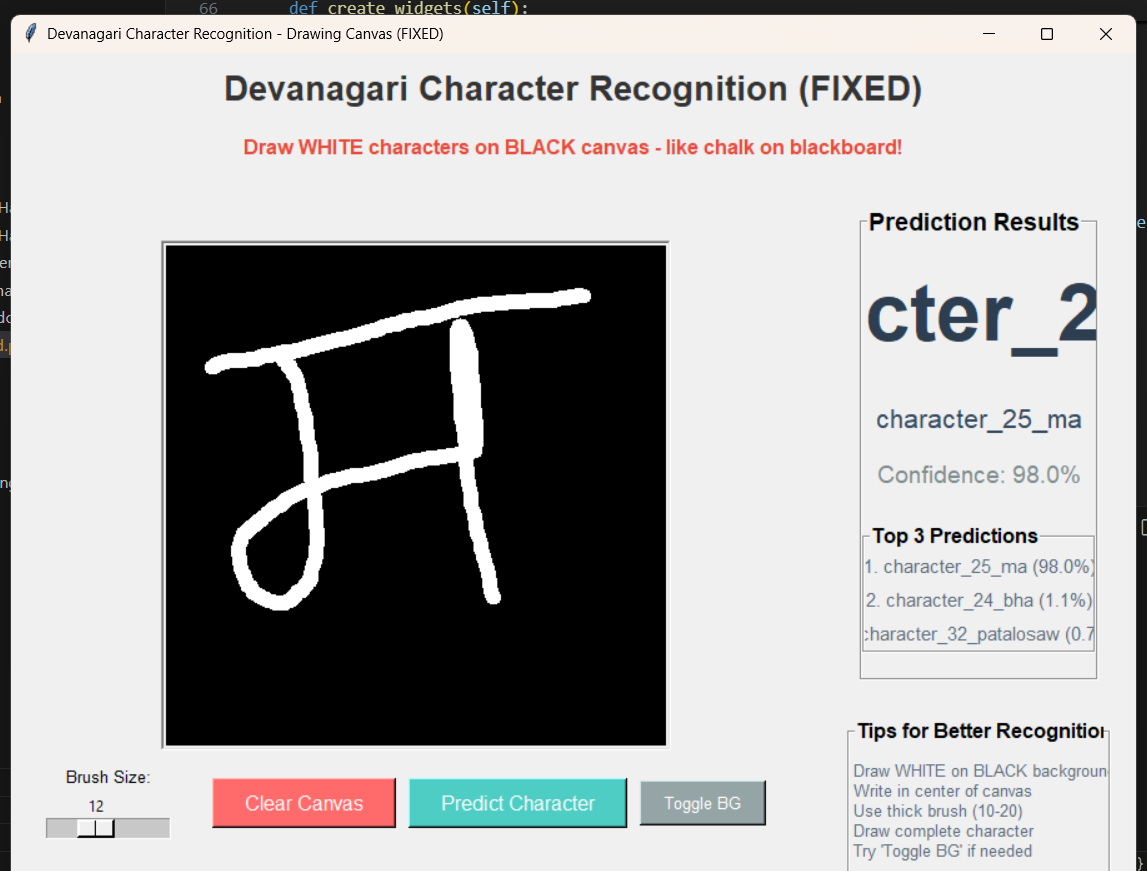 66 def create_widgets(self):
Devanagari Character Recognition - Drawing Canvas (FIXED)
Devanagari Character Recognition (FIXED)
Draw WHITE characters on BLACK canvas - like chalk on blackboard!
म
Prediction Results
cter_2
character_25_ma
Confidence: 98.0%
Top 3 Predictions
1. character_25_ma (98.0%)
2. character_24_bha (1.1%)
character_32_patalosaw (0.7
Tips for Better Recognition
Draw WHITE on BLACK backgroun
Write in center of canvas
Use thick brush (10-20)
Draw complete character
Try 'Toggle BG' if needed
Brush Size:
12
Clear Canvas
Predict Character
Toggle BG